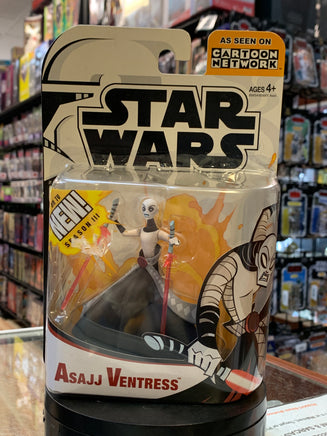 AS SEEN ON
CARTOON
NETWORK
AGES 4+
STAR
WARS
NEW!
SEASON III
ASAJJ VENTRESS